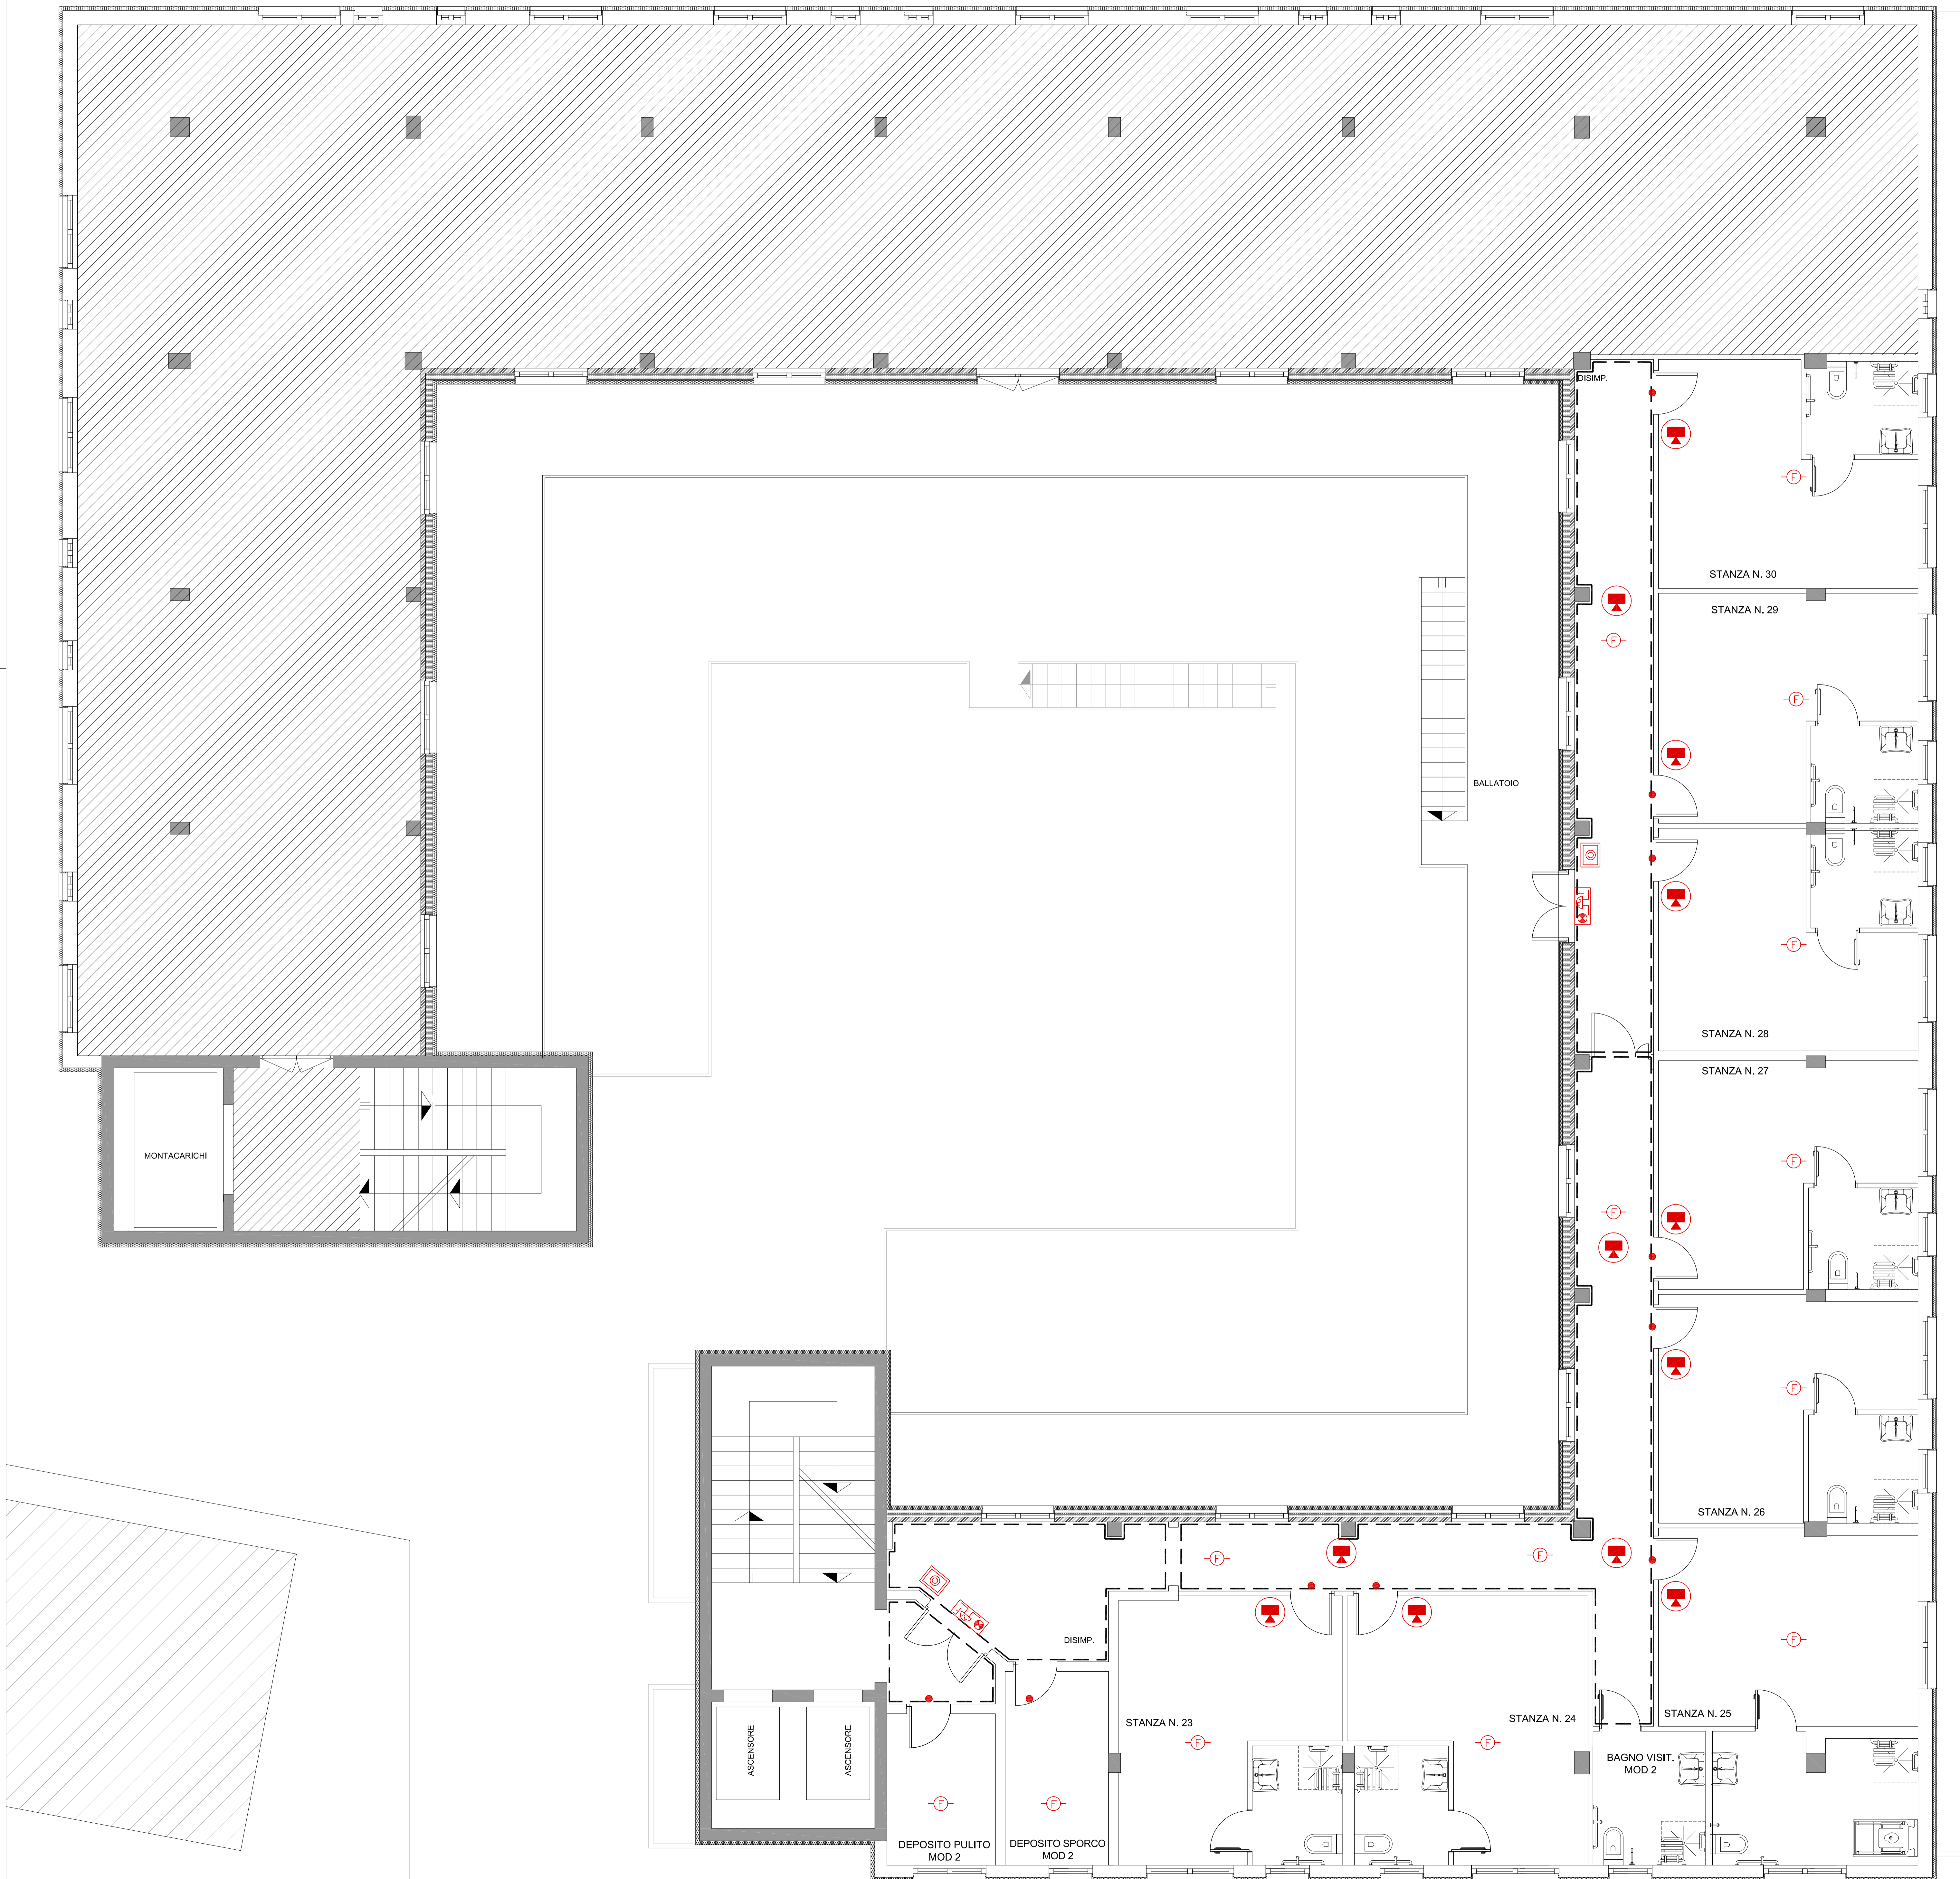 DISIMP.
STANZA N. 30
STANZA N. 29
F
F
F
BALLATOIO
F
STANZA N. 28
STANZA N. 27
MONTACARICHI
F
F
F
STANZA N. 26
F
F
DISIMP.
F
STANZA N. 23
STANZA N. 24
STANZA N. 25
F
F
ASCENSORE
ASCENSORE
BAGNO VISIT.
MOD 2
F
F
DEPOSITO PULITO
MOD 2
DEPOSITO SPORCO
MOD 2